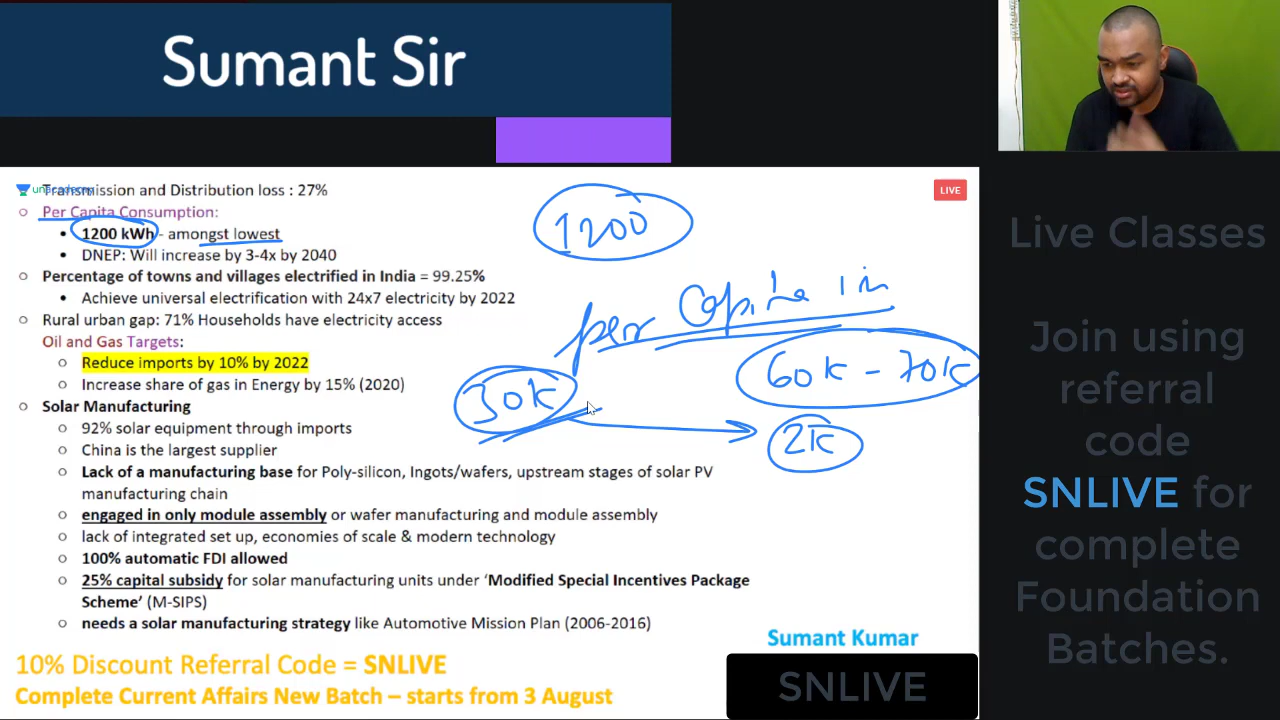 Sumant Sir
Transmission and Distribution loss : 27%
LIVE
Per Capita Consumption:
1200 kWh - amongst lowest
1200
DNEP: Will increase by 3-4x by 2040
Percentage of towns and villages electrified in India = 99.25%
Achieve universal electrification with 24x7 electricity by 2022
per Capita in
Rural urban gap: 71% Households have electricity access
Oil and Gas Targets:
Reduce imports by 10% by 2022
60k - 70k
Increase share of gas in Energy by 15% (2020)
30k
Solar Manufacturing
92% solar equipment through imports
2k
China is the largest supplier
Lack of a manufacturing base for Poly-silicon, Ingots/wafers, upstream stages of solar PV
manufacturing chain
engaged in only module assembly or wafer manufacturing and module assembly
lack of integrated set up, economies of scale & modern technology
100% automatic FDI allowed
25% capital subsidy for solar manufacturing units under ‘Modified Special Incentives Package
Scheme’ (M-SIPS)
needs a solar manufacturing strategy like Automotive Mission Plan (2006-2016)
Sumant Kumar
10% Discount Referral Code = SNLIVE
Complete Current Affairs New Batch – starts from 3 August
SNLIVE
Live Classes
Join using
referral
code
SNLIVE for
complete
Foundation
Batches.